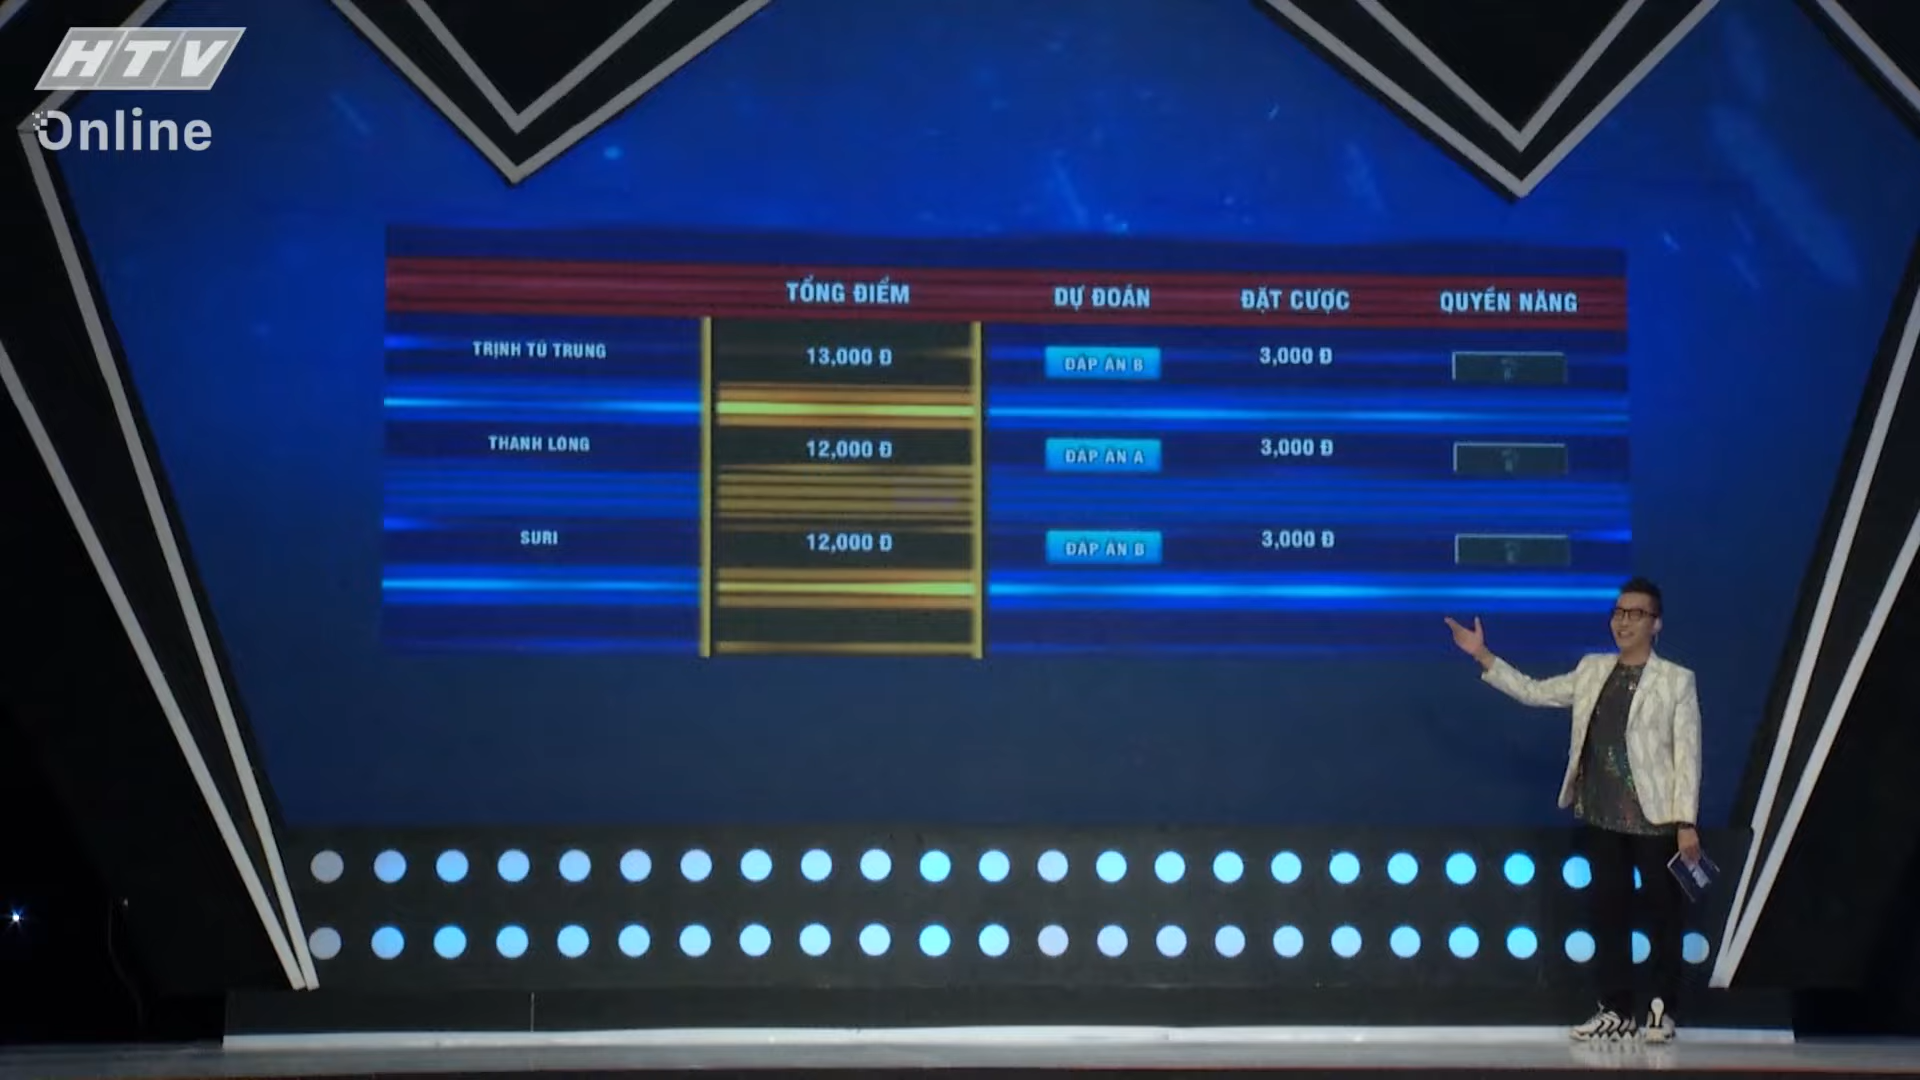 HTV
Online
TỔNG ĐIỂM DỰ ĐOÁN ĐẶT CƯỢC QUYỀN NĂNG
TRỊNH TÚ TRUNG 13,000 Đ ĐÁP ÁN B 3,000 Đ
THANH LONG 12,000 Đ ĐÁP ÁN A 3,000 Đ
SURI 12,000 Đ ĐÁP ÁN B 3,000 Đ